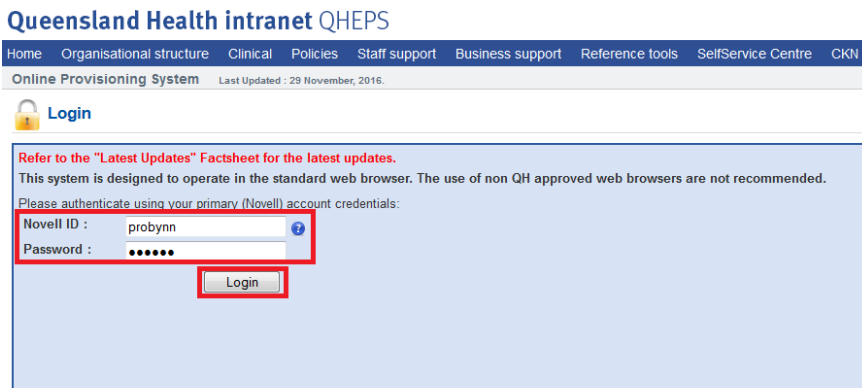 Queensland Health intranet QHEPS
Home Organisational structure Clinical Policies Staff support Business support Reference tools SelfService Centre CKN
Online Provisioning System Last Updated : 29 November, 2016.
Login
Refer to the "Latest Updates" Factsheet for the latest updates.
This system is designed to operate in the standard web browser. The use of non QH approved web browsers are not recommended.
Please authenticate using your primary (Novell) account credentials:
Novell ID : probynn ?
Password : ●●●●●●
Login